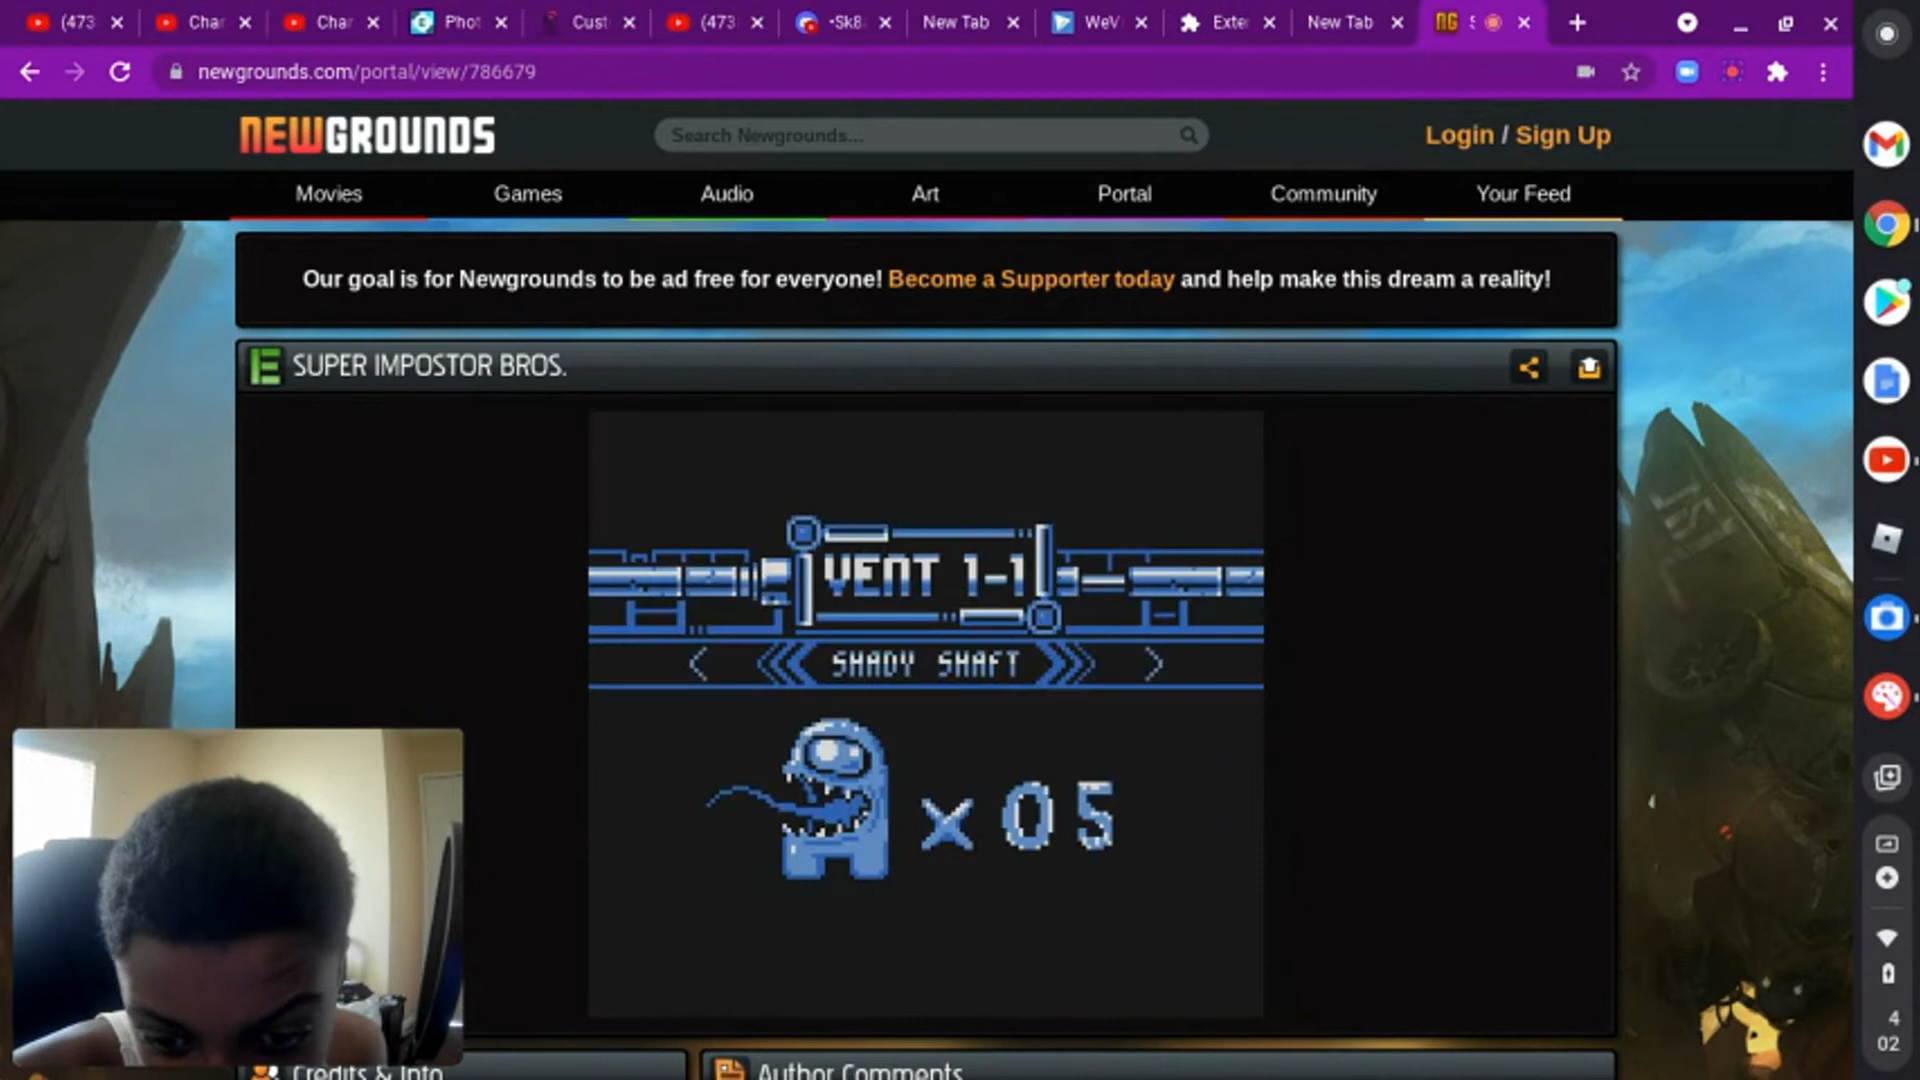 (473
Char
Char
Phot
Cust
(473
-Sk8
New Tab
WeV
Exte
New Tab
newgrounds.com/portal/view/786679
NEWGROUNDS
Search Newgrounds...
Login / Sign Up
Movies
Games
Audio
Art
Portal
Community
Your Feed
Our goal is for Newgrounds to be ad free for everyone! Become a Supporter today and help make this dream a reality!
E SUPER IMPOSTOR BROS.
VENT 1-1
SHADY SHAFT
x 05
4
02
Credits & Info
Author Comments